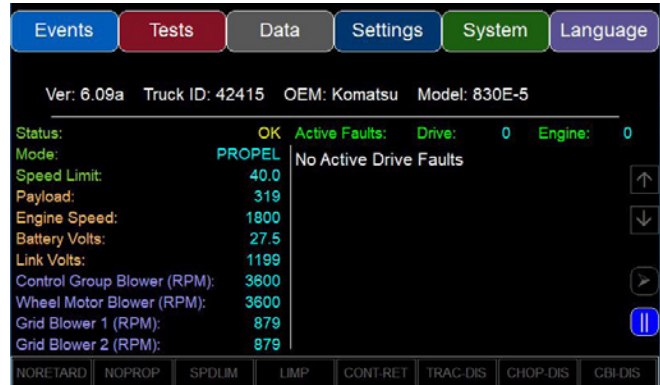 Events Tests Data Settings System Language
Ver: 6.09a Truck ID: 42415 OEM: Komatsu Model: 830E-5
Status: OK Active Faults: Drive: 0 Engine: 0
Mode: PROPEL No Active Drive Faults
Speed Limit: 40.0
Payload: 319
Engine Speed: 1800
Battery Volts: 27.5
Link Volts: 1199
Control Group Blower (RPM): 3600
Wheel Motor Blower (RPM): 3600
Grid Blower 1 (RPM): 879
Grid Blower 2 (RPM): 879
NORETARD NOPROP SPDLIM LIMP CONT-RET TRAC-DIS CHOP-DIS CBI-DIS